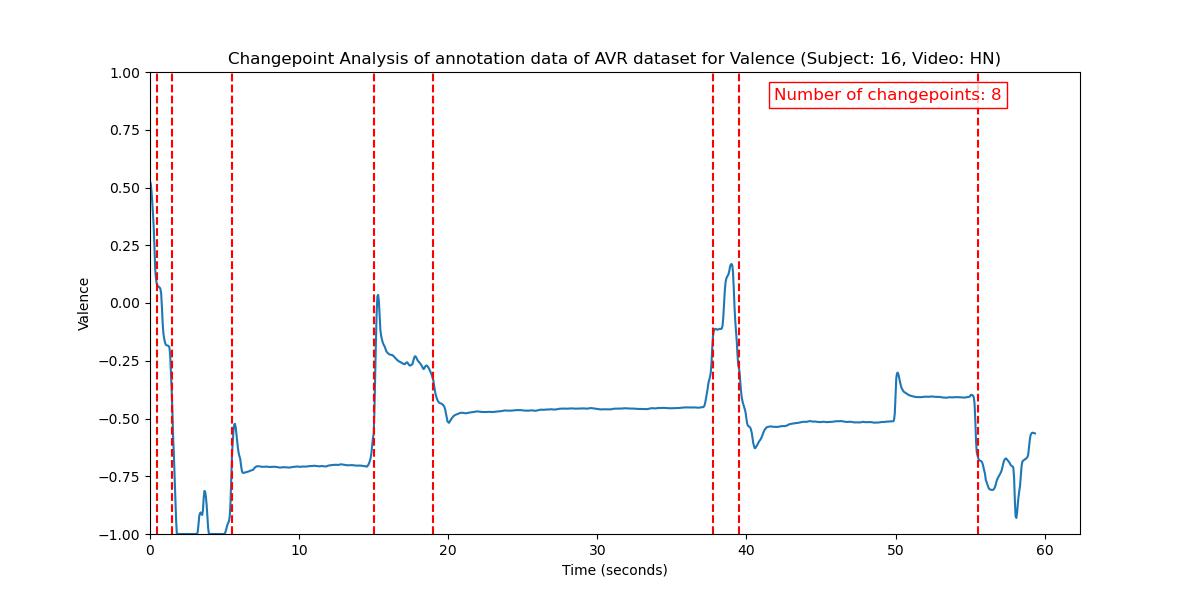 Changepoint Analysis of annotation data of AVR dataset for Valence (Subject: 16, Video: HN)
Number of changepoints: 8
Valence
1.00
0.75
0.50
0.25
0.00
−0.25
−0.50
−0.75
−1.00
0 10 20 30 40 50 60
Time (seconds)